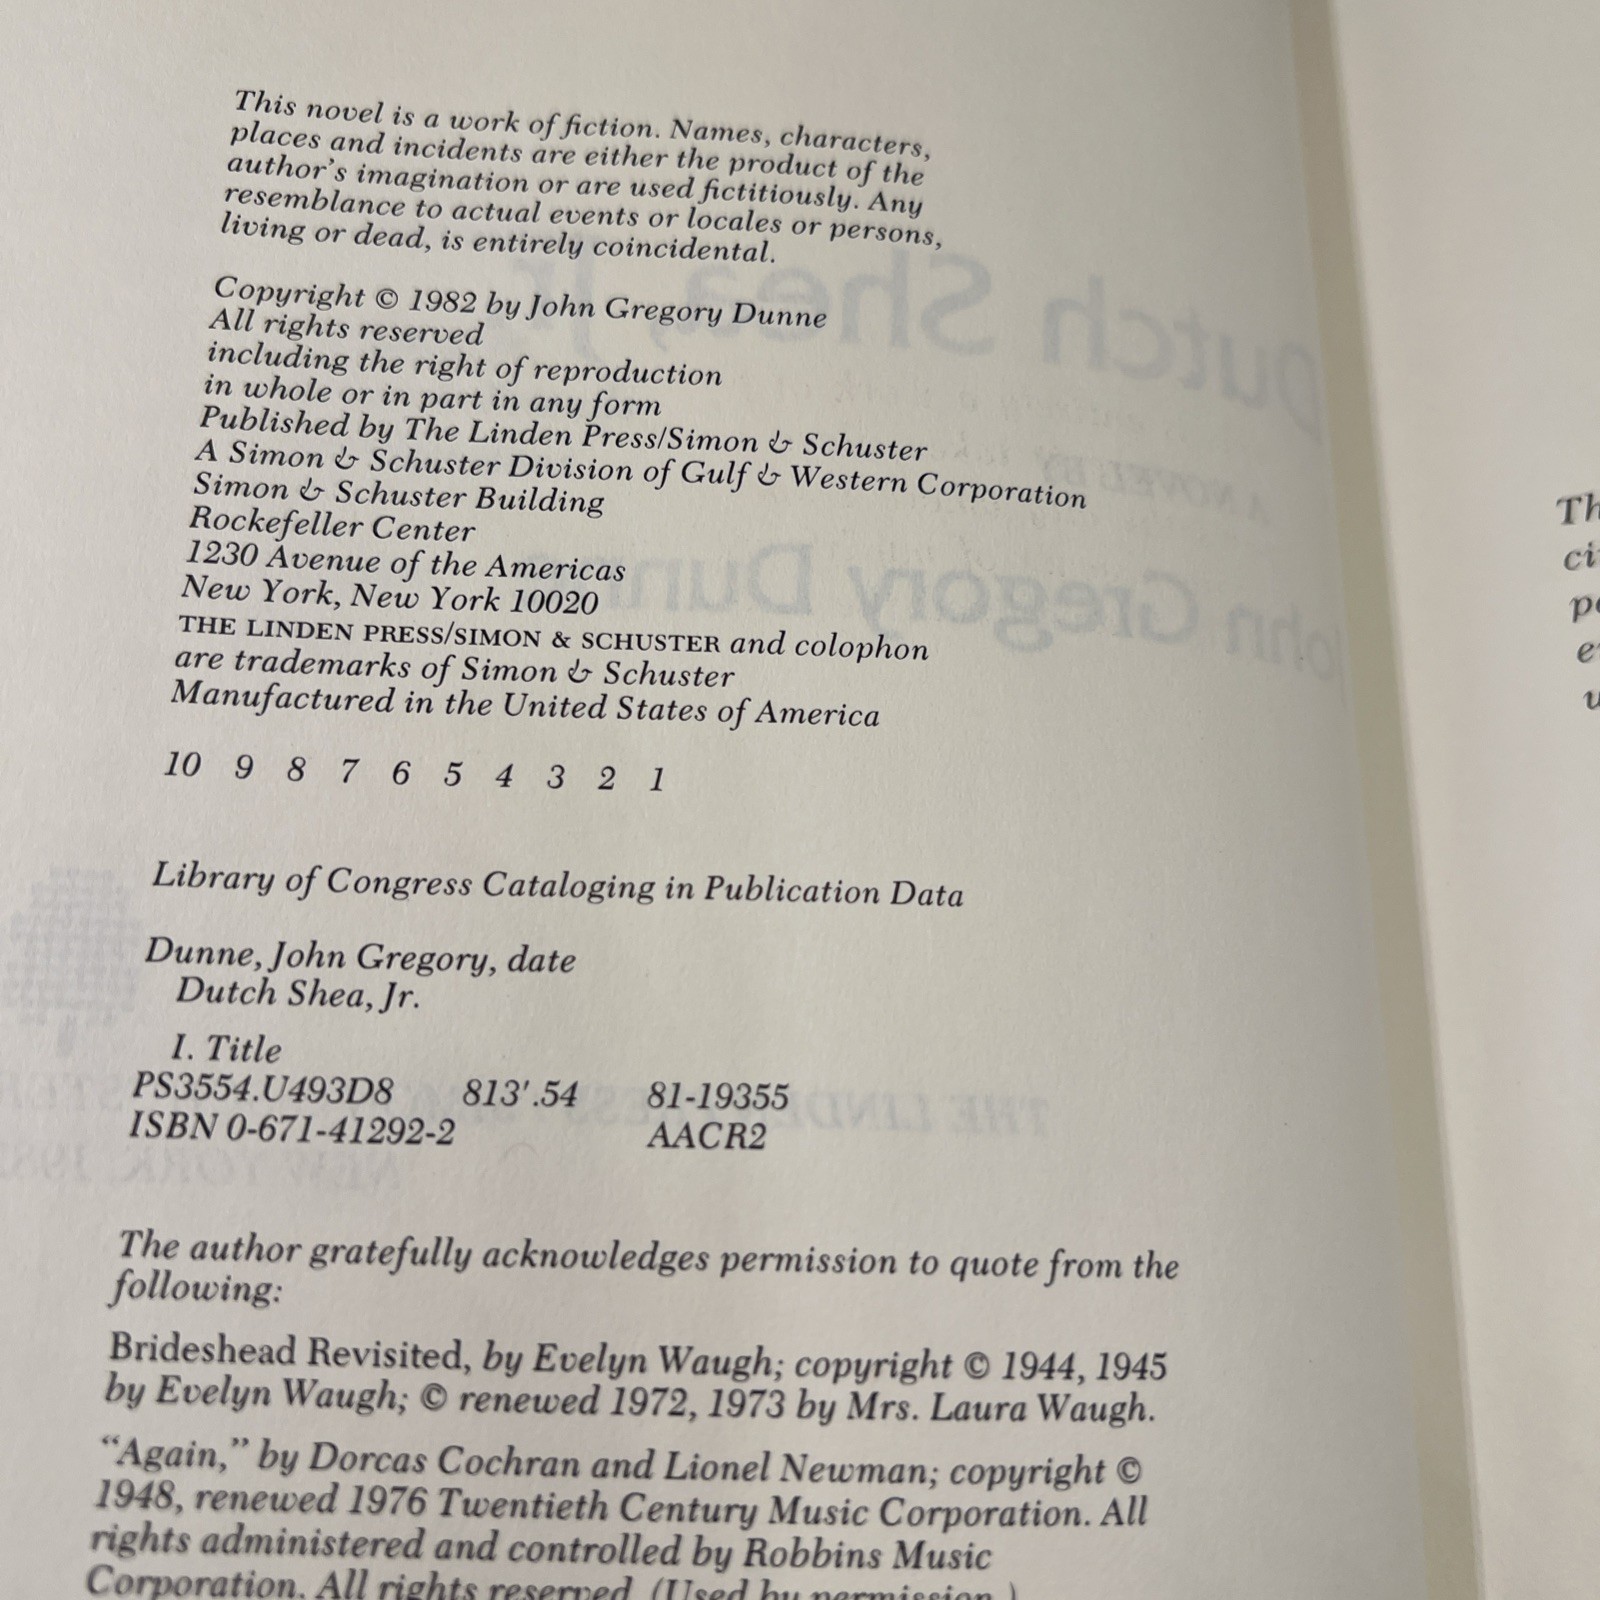 This novel is a work of fiction. Names, characters,
places and incidents are either the product of the
author's imagination or are used fictitiously. Any
resemblance to actual events or locales or persons,
living or dead, is entirely coincidental.
Copyright © 1982 by John Gregory Dunne
All rights reserved
including the right of reproduction
in whole or in part in any form
Published by The Linden Press/Simon & Schuster
A Simon & Schuster Division of Gulf & Western Corporation
Simon & Schuster Building
Rockefeller Center
1230 Avenue of the Americas
New York, New York 10020
THE LINDEN PRESS/SIMON & SCHUSTER and colophon
are trademarks of Simon & Schuster
Manufactured in the United States of America
10 9 8 7 6 5 4 3 2 1
Library of Congress Cataloging in Publication Data
Dunne, John Gregory, date
Dutch Shea, Jr.
I. Title
PS3554.U493D8 813'.54 81-19355
ISBN 0-671-41292-2 AACR2
The author gratefully acknowledges permission to quote from the
following:
Brideshead Revisited, by Evelyn Waugh; copyright © 1944, 1945
by Evelyn Waugh; © renewed 1972, 1973 by Mrs. Laura Waugh.
"Again," by Dorcas Cochran and Lionel Newman; copyright ©
1948, renewed 1976 Twentieth Century Music Corporation. All
rights administered and controlled by Robbins Music
Corporation. All rights reserved. (Used by permission.)